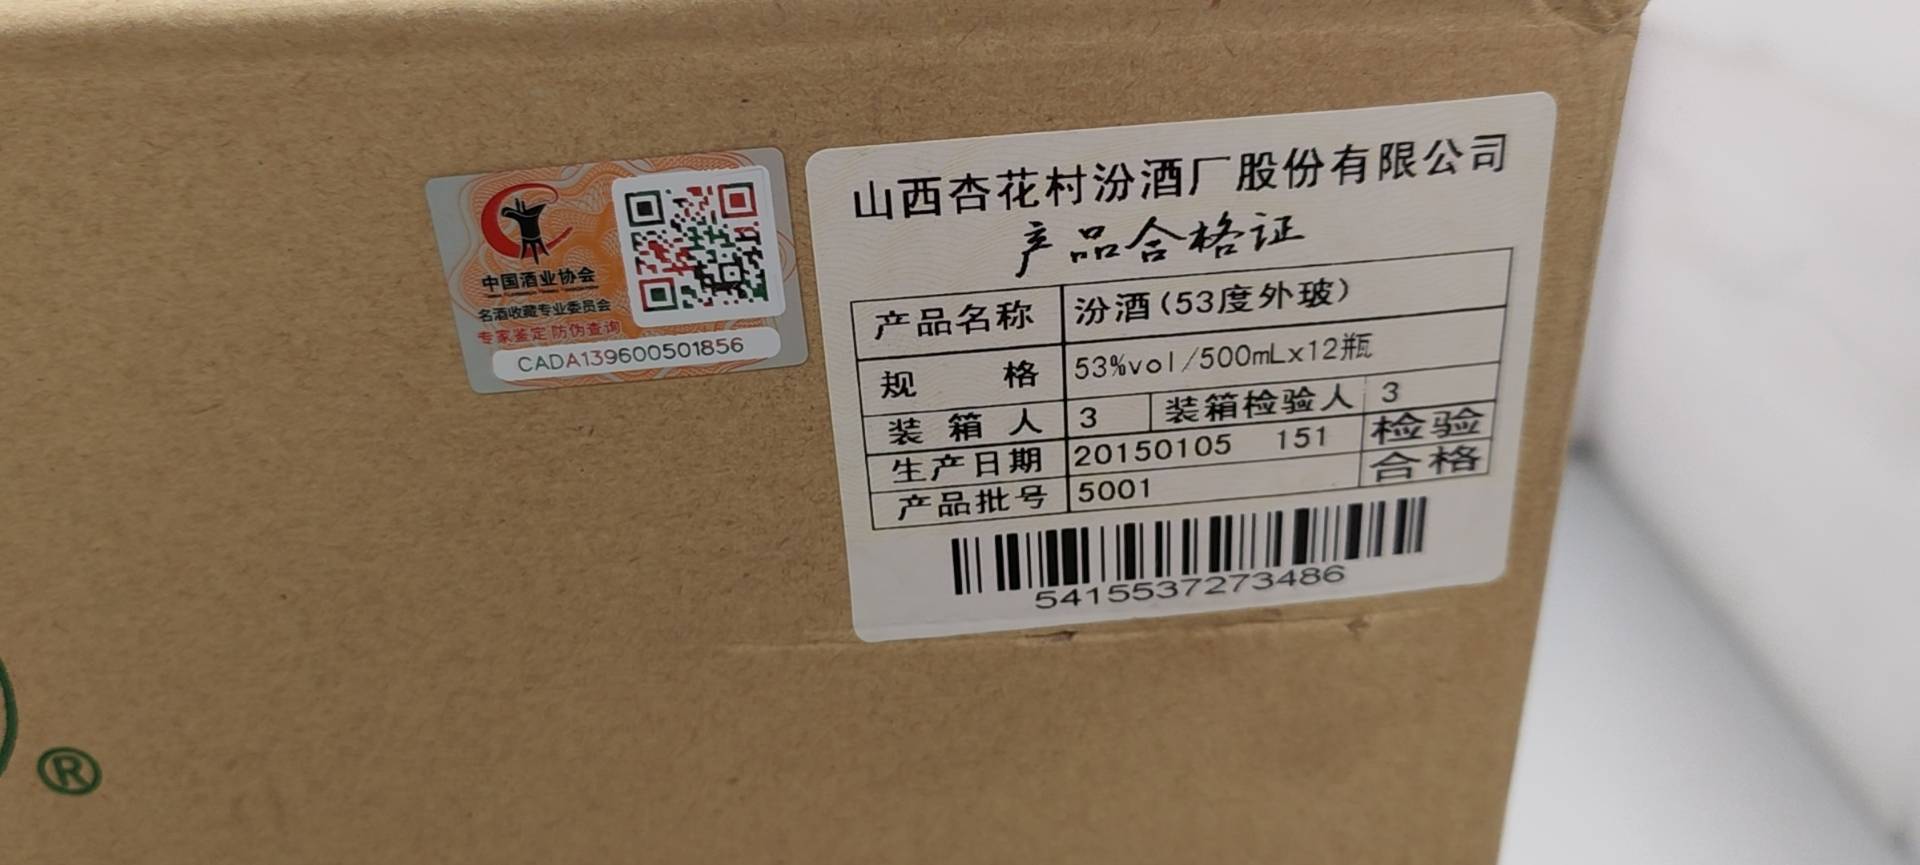 中国酒业协会
名酒收藏专业委员会
专家鉴定 防伪查询
CADA139600501856
山西杏花村汾酒厂股份有限公司
产品合格证
产品名称 汾酒(53度外玻)
规 格 53%vol/500mLx12瓶
装 箱 人 3 装箱检验人 3
生产日期 20150105 151 检验
产品批号 5001 合格
5415537273486
®